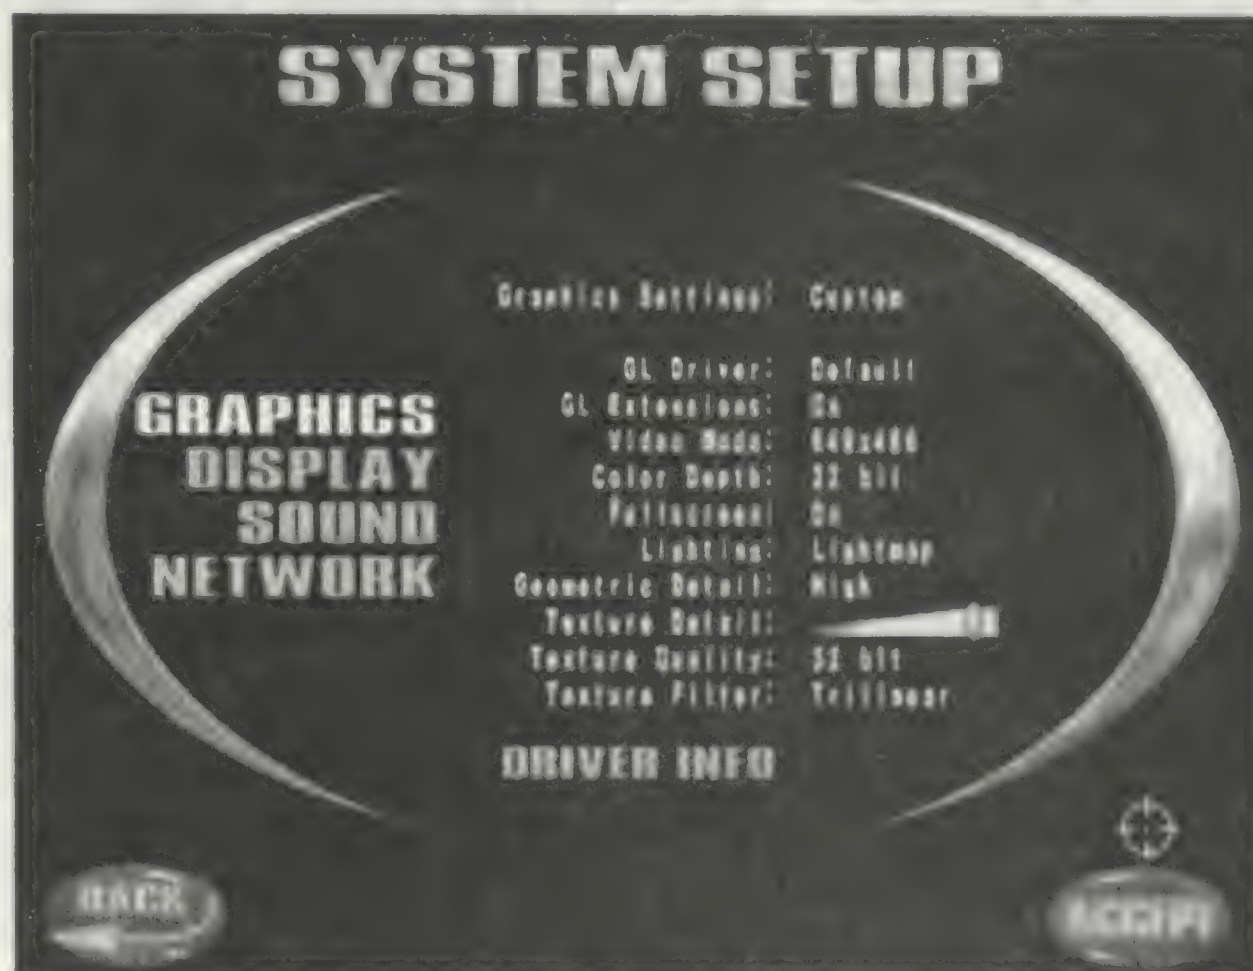 SYSTEM SETUP
Graphics Settings: Custom
GL Driver: Default
GL Extensions: On
Video Mode: 640x480
Color Depth: 32 bit
Fullscreen: On
Lighting: Lightmap
Geometric Detail: High
Texture Detail:
Texture Quality: 32 bit
Texture Filter: Trilinear
GRAPHICS
DISPLAY
SOUND
NETWORK
DRIVER INFO
BACK
ACCEPT